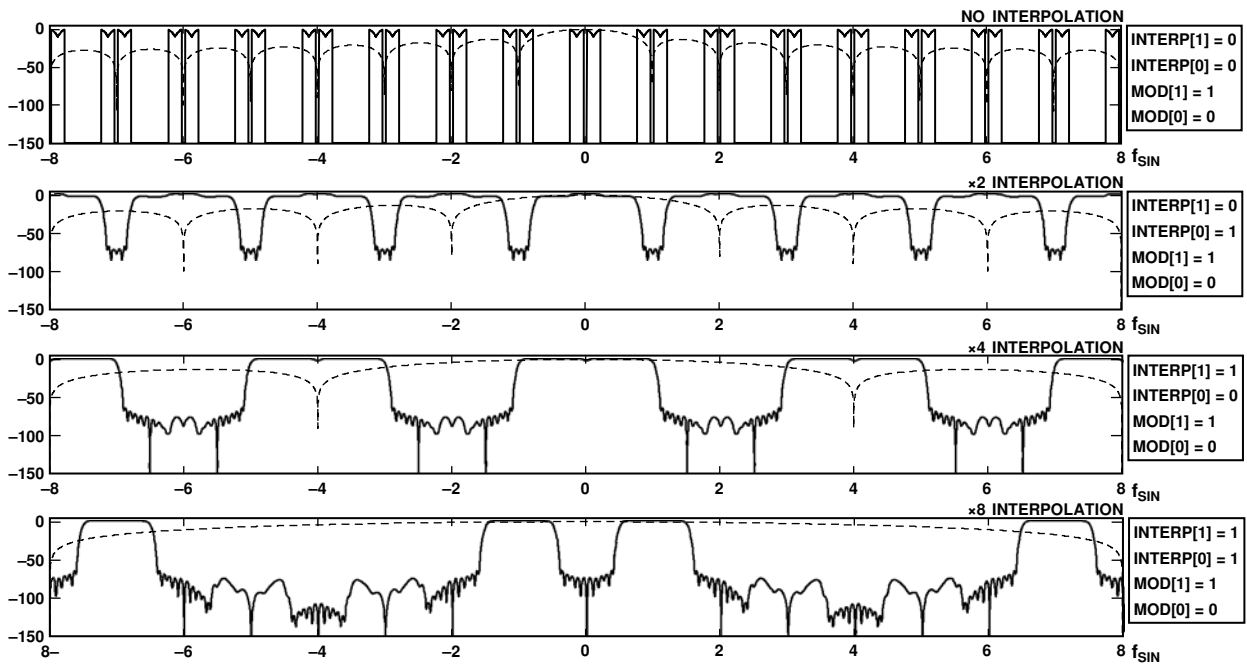 NO INTERPOLATION
0
−50
−100
−150
−8 −6 −4 −2 0 2 4 6 8 fSIN
INTERP[1] = 0
INTERP[0] = 0
MOD[1] = 1
MOD[0] = 0
×2 INTERPOLATION
0
−50
−100
−150
−8 −6 −4 −2 0 2 4 6 8 fSIN
INTERP[1] = 0
INTERP[0] = 1
MOD[1] = 1
MOD[0] = 0
×4 INTERPOLATION
0
−50
−100
−150
−8 −6 −4 −2 0 2 4 6 8 fSIN
INTERP[1] = 1
INTERP[0] = 0
MOD[1] = 1
MOD[0] = 0
×8 INTERPOLATION
0
−50
−100
−150
8− −6 −4 −2 0 2 4 6 8 fSIN
INTERP[1] = 1
INTERP[0] = 1
MOD[1] = 1
MOD[0] = 0